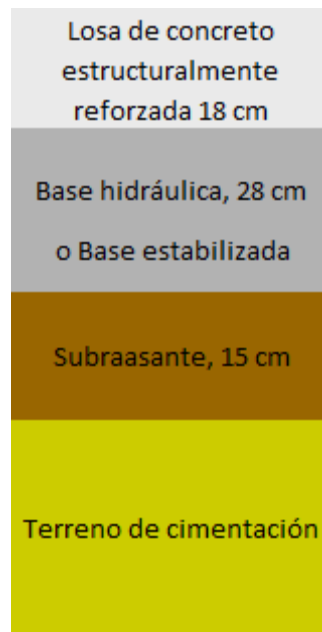 Losa de concreto
estructuralmente
reforzada 18 cm
Base hidráulica, 28 cm
o Base estabilizada
Subraasante, 15 cm
Terreno de cimentación